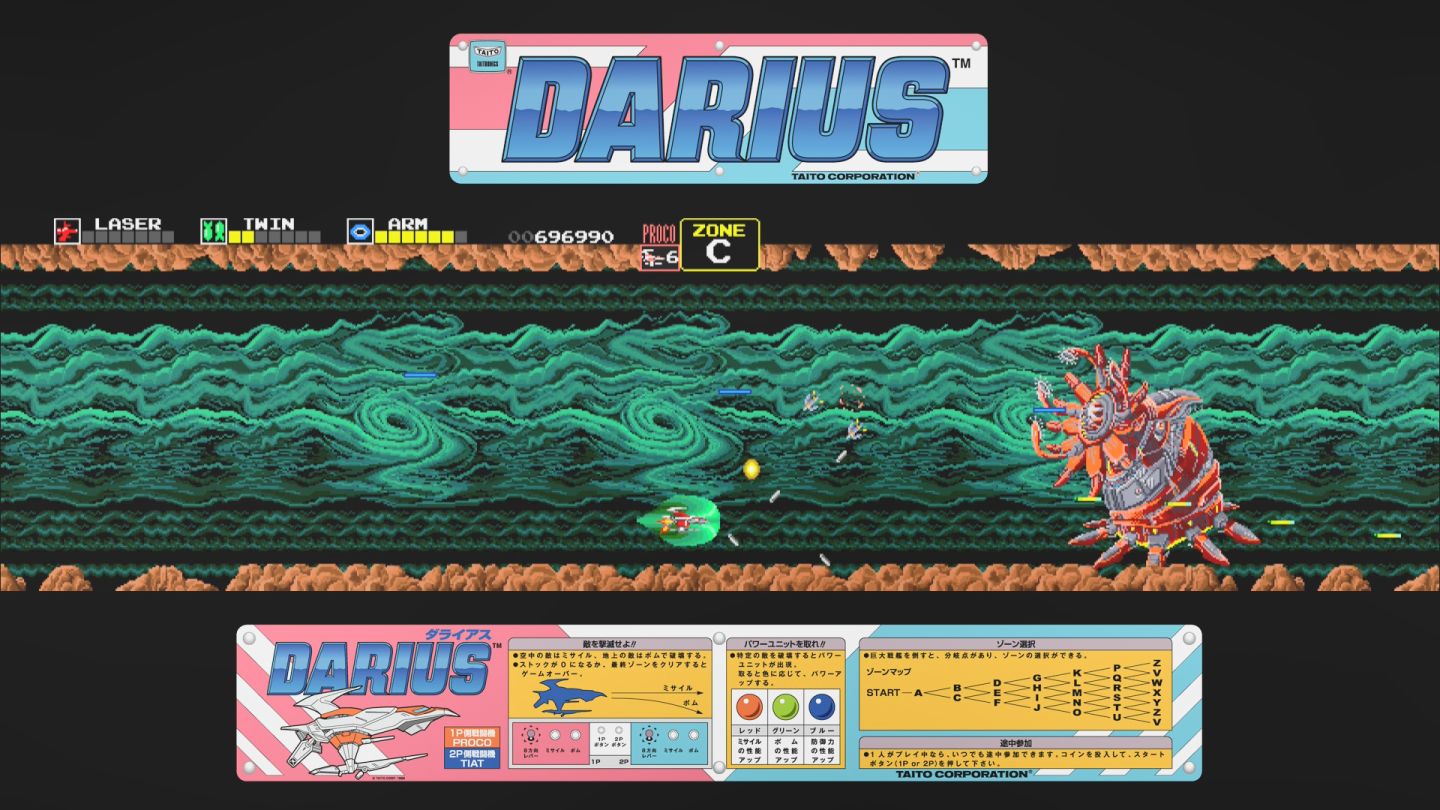 TAITO
TAITRONICS
®
DARIUS
TM
TAITO CORPORATION
LASER
TWIN
ARM
00696990
PROCO
-6
ZONE
C
ダライアス
DARIUS
TM
1P側戦闘機
PROCO
2P側戦闘機
TIAT
敵を撃滅せよ!!
●空中の敵はミサイル、地上の敵はボムで破壊する。
●ストックが0になるか、最終ゾーンをクリアすると
ゲームオーバー。
ミサイル
ボム
8方向
レバー
ミサイル
ボム
1P
ボタン
2P
ボタン
1P
2P
8方向
レバー
ミサイル
ボム
パワーユニットを取れ!!
●特定の敵を破壊するとパワー
ユニットが出現。
取ると色に応じて、パワーア
ップする。
レッド
グリーン
ブルー
ミサイル
の性能
アップ
ボム
の性能
アップ
防御力
の性能
アップ
ゾーン選択
●巨大戦艦を倒すと、分岐点があり、ゾーンの選択ができる。
ゾーンマップ
START
A
B
C
D
E
F
G
H
I
J
K
L
M
N
O
P
Q
R
S
T
U
Z
V
W
X
Y
Z
V
途中参加
●1人がプレイ中なら、いつでも途中参加できます。コインを投入して、スタート
ボタン(1P or 2P)を押して下さい。
TAITO CORPORATION®